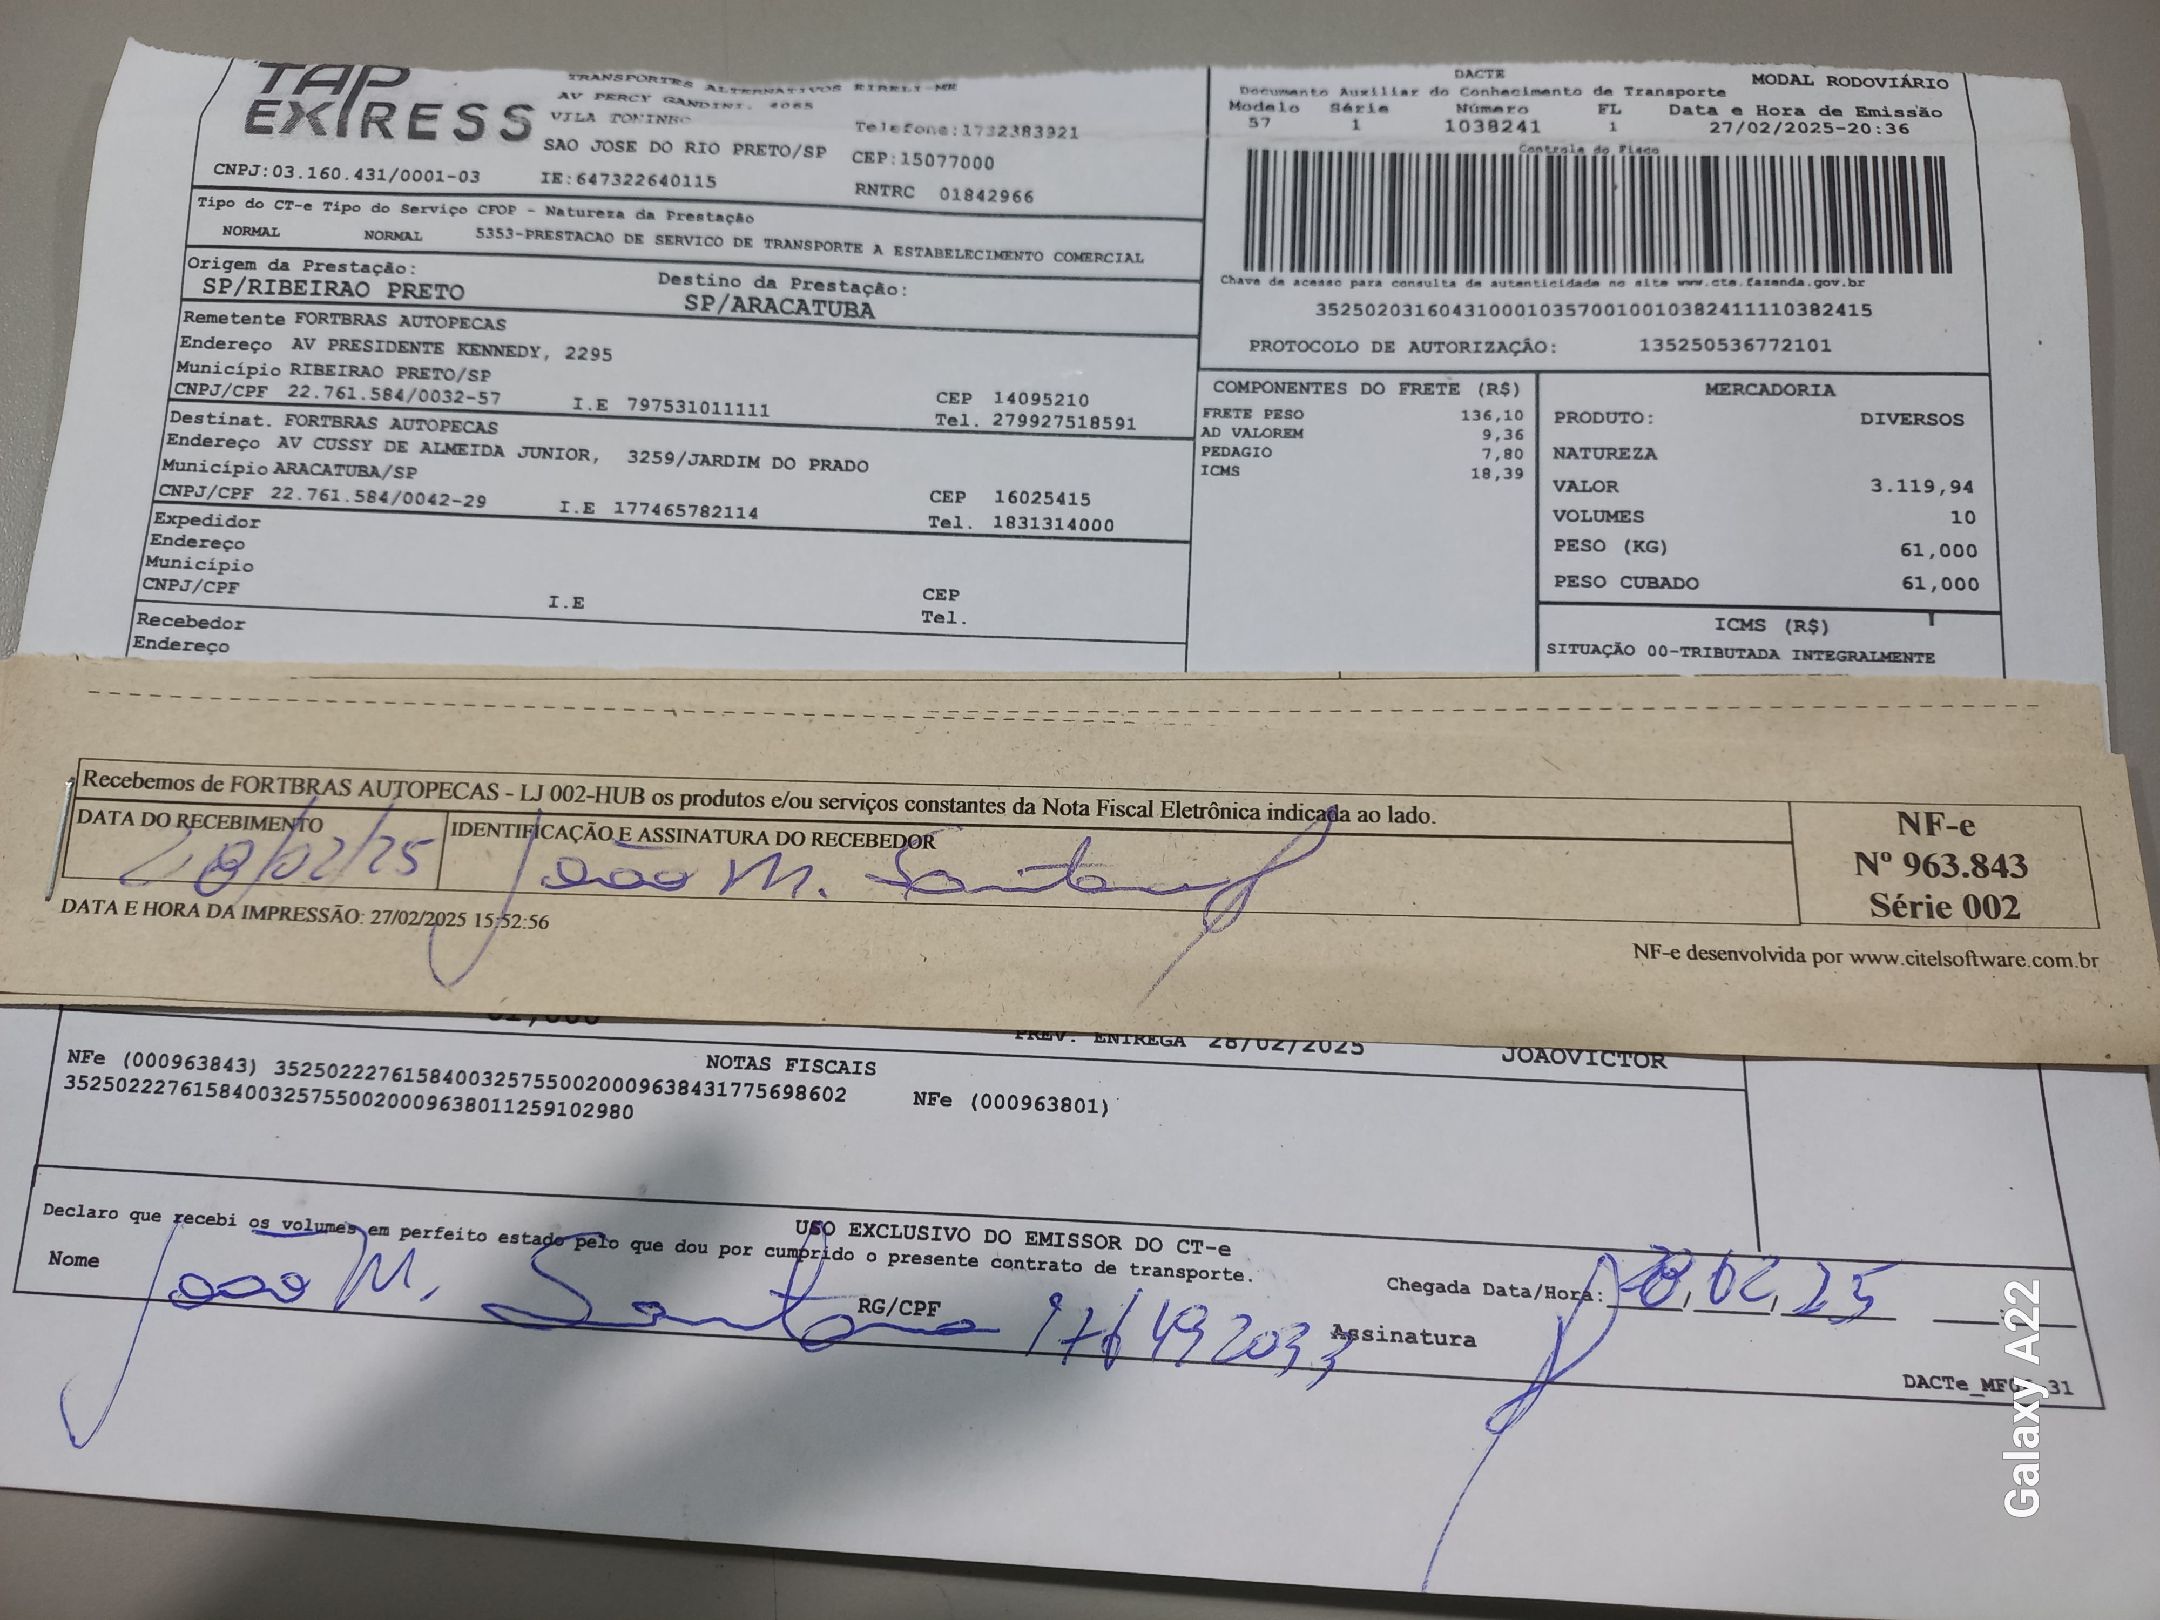 TAP EXPRESS
TRANSPORTES ALTERNATIVOS EIRELI-ME
AV PERCY GANDINI, 4065
VILA TONINHO
Telefone:1732383921
SAO JOSE DO RIO PRETO/SP CEP:15077000
CNPJ:03.160.431/0001-03 IE:647322640115 RNTRC 01842966
DACTE MODAL RODOVIÁRIO
Documento Auxiliar do Conhecimento de Transporte
Modelo Série Número FL Data e Hora de Emissão
57 1 1038241 1 27/02/2025-20:36
Controle do Fisco
Chave de acesso para consulta de autenticidade no site www.cte.fazenda.gov.br
35250203160431000103570010010382411110382415
PROTOCOLO DE AUTORIZAÇÃO: 135250536772101
Tipo do CT-e Tipo do Serviço CFOP - Natureza da Prestação
NORMAL NORMAL 5353-PRESTACAO DE SERVICO DE TRANSPORTE A ESTABELECIMENTO COMERCIAL
Origem da Prestação: Destino da Prestação:
SP/RIBEIRAO PRETO SP/ARACATUBA
Remetente FORTBRAS AUTOPECAS
Endereço AV PRESIDENTE KENNEDY, 2295
Município RIBEIRAO PRETO/SP CEP 14095210
CNPJ/CPF 22.761.584/0032-57 I.E 797531011111 Tel. 279927518591
Destinat. FORTBRAS AUTOPECAS
Endereço AV CUSSY DE ALMEIDA JUNIOR, 3259/JARDIM DO PRADO
Município ARACATUBA/SP CEP 16025415
CNPJ/CPF 22.761.584/0042-29 I.E 177465782114 Tel. 1831314000
Expedidor
Endereço
Município CEP
CNPJ/CPF I.E Tel.
Recebedor
Endereço
COMPONENTES DO FRETE (R$)
FRETE PESO 136,10
AD VALOREM 9,36
PEDAGIO 7,80
ICMS 18,39
MERCADORIA
PRODUTO: DIVERSOS
NATUREZA
VALOR 3.119,94
VOLUMES 10
PESO (KG) 61,000
PESO CUBADO 61,000
ICMS (R$)
SITUAÇÃO 00-TRIBUTADA INTEGRALMENTE
Recebemos de FORTBRAS AUTOPECAS - LJ 002-HUB os produtos e/ou serviços constantes da Nota Fiscal Eletrônica indicada ao lado.
DATA DO RECEBIMENTO IDENTIFICAÇÃO E ASSINATURA DO RECEBEDOR
28/02/25 João M. Santana
DATA E HORA DA IMPRESSÃO: 27/02/2025 15:52:56
NF-e
Nº 963.843
Série 002
NF-e desenvolvida por www.citelsoftware.com.br
61,000 PREV. ENTREGA 28/02/2025 JOAOVICTOR
NOTAS FISCAIS
NFe (000963843) 35250222761584003257550020009638431775698602 NFe (000963801)
35250222761584003257550020009638011259102980
USO EXCLUSIVO DO EMISSOR DO CT-e
Declaro que recebi os volumes em perfeito estado pelo que dou por cumprido o presente contrato de transporte.
Nome João M. Santana RG/CPF 176492033 Assinatura Chegada Data/Hora: 28,02,25
Galaxy A22